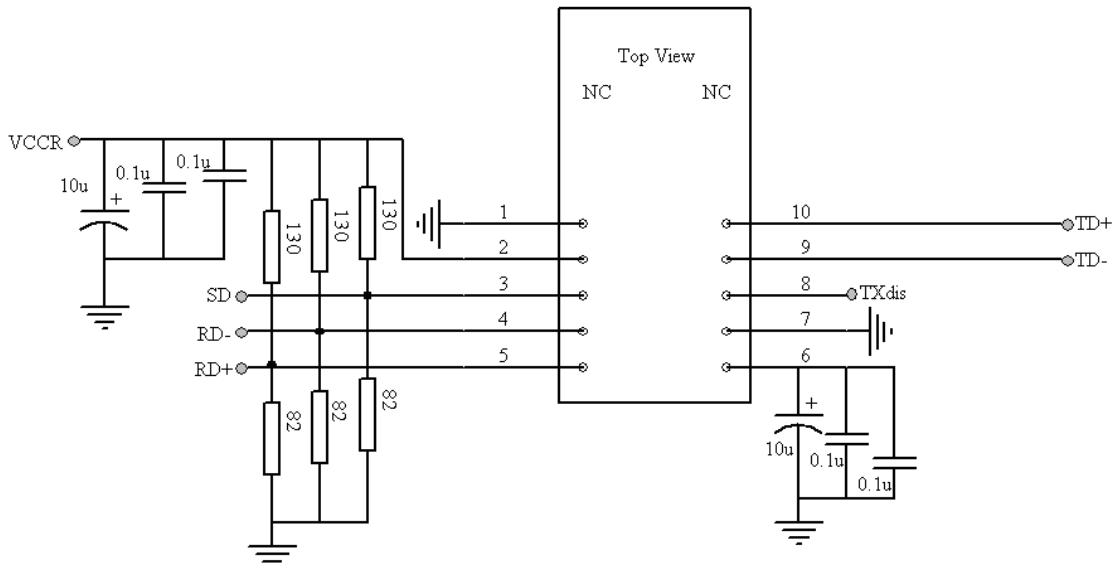 Top View
NC
NC
VCCR
10u
0.1u
0.1u
130
130
130
1
2
3
4
5
10
9
8
7
6
TD+
TD-
TXdis
SD
RD-
RD+
82
82
82
10u
0.1u
0.1u